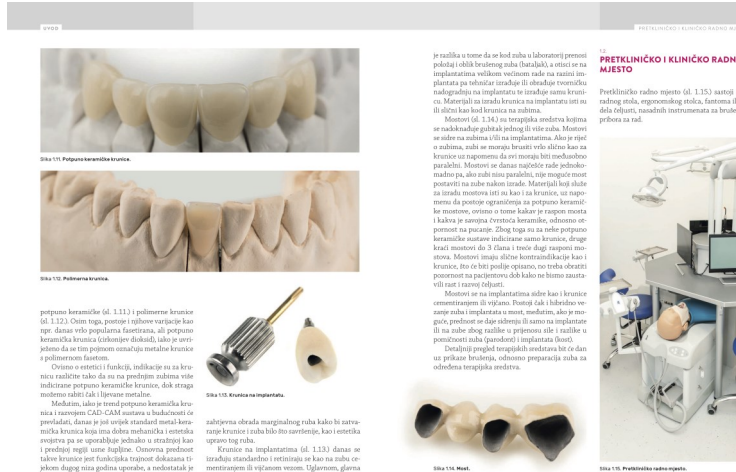 UVOD
Slika 1.11. Potpuno keramičke krunice.
Slika 1.12. Polimerna krunica.
potpuno keramičke (sl. 1.11.) i polimerne krunice
(sl. 1.12.). Osim toga, postoje i njihove varijacije kao
npr. danas vrlo popularna fasetirana, ali potpuno
keramička krunica (cirkonijev dioksid), iako je uvri-
ježeno da se tim pojmom označuju metalne krunice
s polimernom fasetom.
Ovisno o estetici i funkciji, indikacije su za kru-
nicu različite tako da su na prednjim zubima više
indicirane potpuno keramičke krunice, dok straga
možemo rabiti čak i lijevane metalne.
Međutim, iako je trend potpuno keramičkih kru-
nica i razvojem CAD-CAM sustava u budućnosti će
prevladati, danas je još uvijek standard metal-kera-
mička krunica koja ima dobra mehanička i estetska
svojstva pa se uporabljuje jednako u stražnjoj kao
i prednjoj regiji usne šupljine. Osnovna prednost
takve krunice jest funkcijska trajnost dokazana ti-
jekom dugog niza godina uporabe, a nedostatak je
Slika 1.13. Krunica na implantatu.
zahtjevna obrada marginalnog ruba kako bi zatva-
ranje krunice i zuba bilo što savršenije, kao i estetika
upravo tog ruba.
Krunice na implantatima (sl. 1.13.) danas se
izrađuju standardno i retiniraju se kao na zubu ce-
mentiranjem ili vijčanom vezom. Uglavnom, glavna
je razlika u tome da se kod zuba u laboratorij prenosi
položaj i oblik brušenog zuba (bataljak), a otisci se na
implantatima velikom većinom rade na razini im-
plantata pa tehničar izrađuje ili obrađuje tvorničku
nadogradnju na implantatu te izrađuje samu kruni-
cu. Materijali za izradu krunica na implantatu isti su
ili slični kao kod krunica na zubima.
Mostovi (sl. 1.14.) su terapijska sredstva kojima
se nadoknađuje gubitak jednog ili više zuba. Mostovi
se sidre na zubima i/ili na implantatima. Ako je riječ
o zubima, zubi se moraju brusiti vrlo slično kao za
krunice uz napomenu da svi moraju biti međusobno
paralelni. Mostovi se danas najčešće rade jednoko-
madno pa, ako zubi nisu paralelni, nije moguće most
postaviti na zube nakon izrade. Materijali koji služe
za izradu mostova isti su kao i za krunice, uz napo-
menu da postoje ograničenja za potpuno keramič-
ke mostove, ovisno o tome kakav je raspon mosta
i kakva je savojna čvrstoća keramike, odnosno ot-
pornost na pucanje. Zbog toga su za neke potpuno
keramičke sustave indicirane samo krunice, druge
kraći mostovi do 3 člana i treće dugi rasponi mo-
stova. Mostovi imaju slične kontraindikacije kao i
krunice, što će biti poslije opisano, no treba obratiti
pozornost na pacijentovu dob kako ne bismo zausta-
vili rast i razvoj čeljusti.
Mostovi se na implantatima sidre kao i krunice
cementiranjem ili vijčano. Postoji čak i hibridno ve-
zanje zuba i implantata u most, međutim, ako je mo-
guće, prednost se daje sidrenju ili samo na implantate
ili na zube zbog razlike u prijenosu sile i razlike u
pomičnosti zuba (parodont) i implantata (kost).
Detaljniji pregled terapijskih sredstava bit će dan
uz prikaze brušenja, odnosno preparacija zuba za
određena terapijska sredstva.
Slika 1.14. Most.
PRETKLINIČKO I KLINIČKO RADNO MJ
1.2.
PRETKLINIČKO I KLINIČKO RADN
MJESTO
Pretkliničko radno mjesto (sl. 1.15.) sastoji
radnog stola, ergonomskog stolca, fantoma il
dela čeljusti, nasadnih instrumenata za bruše
pribora za rad.
Slika 1.15. Pretkliničko radno mjesto.